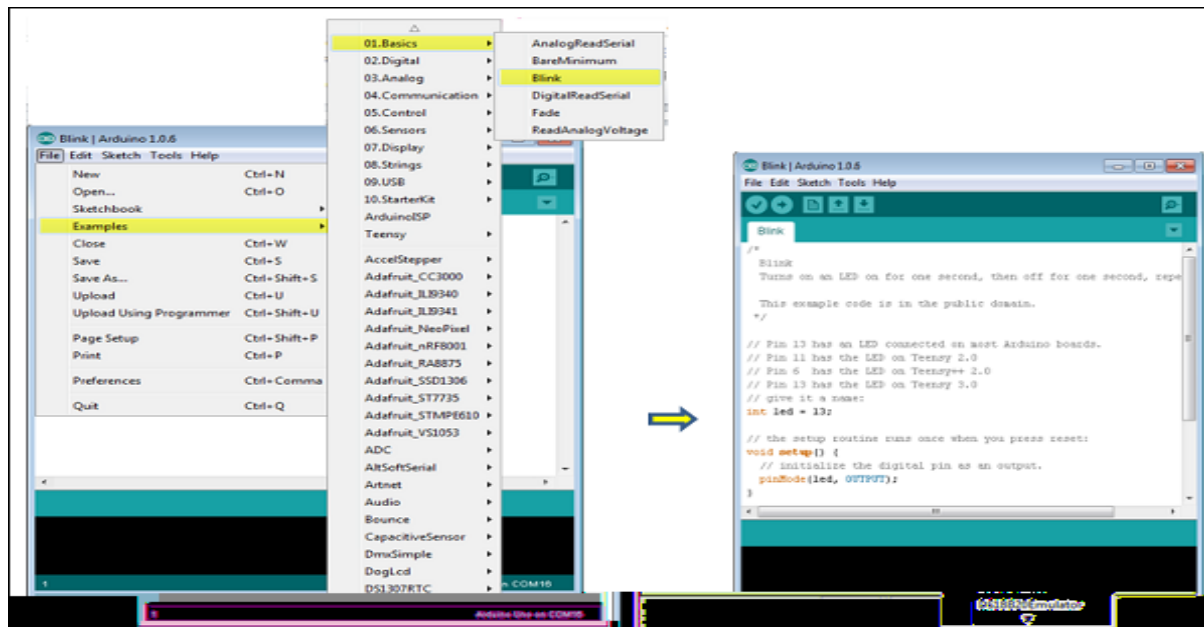 Blink | Arduino 1.0.6
File Edit Sketch Tools Help
New Ctrl+N
Open... Ctrl+O
Sketchbook
Examples
Close Ctrl+W
Save Ctrl+S
Save As... Ctrl+Shift+S
Upload Ctrl+U
Upload Using Programmer Ctrl+Shift+U
Page Setup Ctrl+Shift+P
Print Ctrl+P
Preferences Ctrl+Comma
Quit Ctrl+Q
1
01.Basics
02.Digital
03.Analog
04.Communication
05.Control
06.Sensors
07.Display
08.Strings
09.USB
10.StarterKit
ArduinoISP
Teensy
AccelStepper
Adafruit_CC3000
Adafruit_ILI9340
Adafruit_ILI9341
Adafruit_NeoPixel
Adafruit_nRF8001
Adafruit_RA8875
Adafruit_SSD1306
Adafruit_ST7735
Adafruit_STMPE610
Adafruit_VS1053
ADC
AltSoftSerial
Artnet
Audio
Bounce
CapacitiveSensor
DmxSimple
DogLcd
DS1307RTC
n COM16
AnalogReadSerial
BareMinimum
Blink
DigitalReadSerial
Fade
ReadAnalogVoltage
Blink | Arduino 1.0.6
File Edit Sketch Tools Help
Blink
/*
Blink
Turns on an LED on for one second, then off for one second, repe
This example code is in the public domain.
*/
// Pin 13 has an LED connected on most Arduino boards.
// Pin 11 has the LED on Teensy 2.0
// Pin 6 has the LED on Teensy++ 2.0
// Pin 13 has the LED on Teensy 3.0
// give it a name:
int led = 13;
// the setup routine runs once when you press reset:
void setup() {
// initialize the digital pin as an output.
pinMode(led, OUTPUT);
}
Arduino Uno on COM16